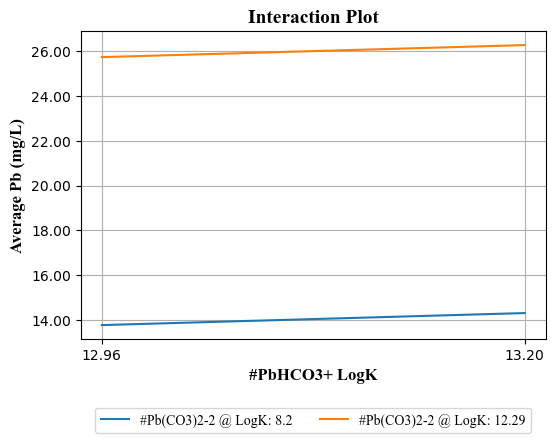 Interaction Plot
Average Pb (mg/L)
26.00
24.00
22.00
20.00
18.00
16.00
14.00
12.96
13.20
#PbHCO3+ LogK
#Pb(CO3)2-2 @ LogK: 8.2
#Pb(CO3)2-2 @ LogK: 12.29